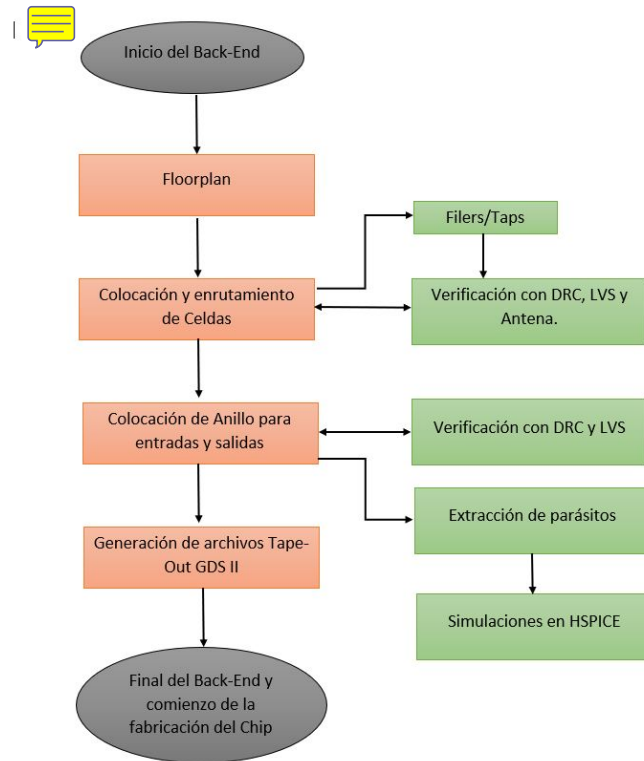 Inicio del Back-End
Floorplan
Filers/Taps
Colocación y enrutamiento
de Celdas
Verificación con DRC, LVS y
Antena.
Colocación de Anillo para
entradas y salidas
Verificación con DRC y LVS
Extracción de parásitos
Generación de archivos Tape-
Out GDS II
Simulaciones en HSPICE
Final del Back-End y
comienzo de la
fabricación del Chip